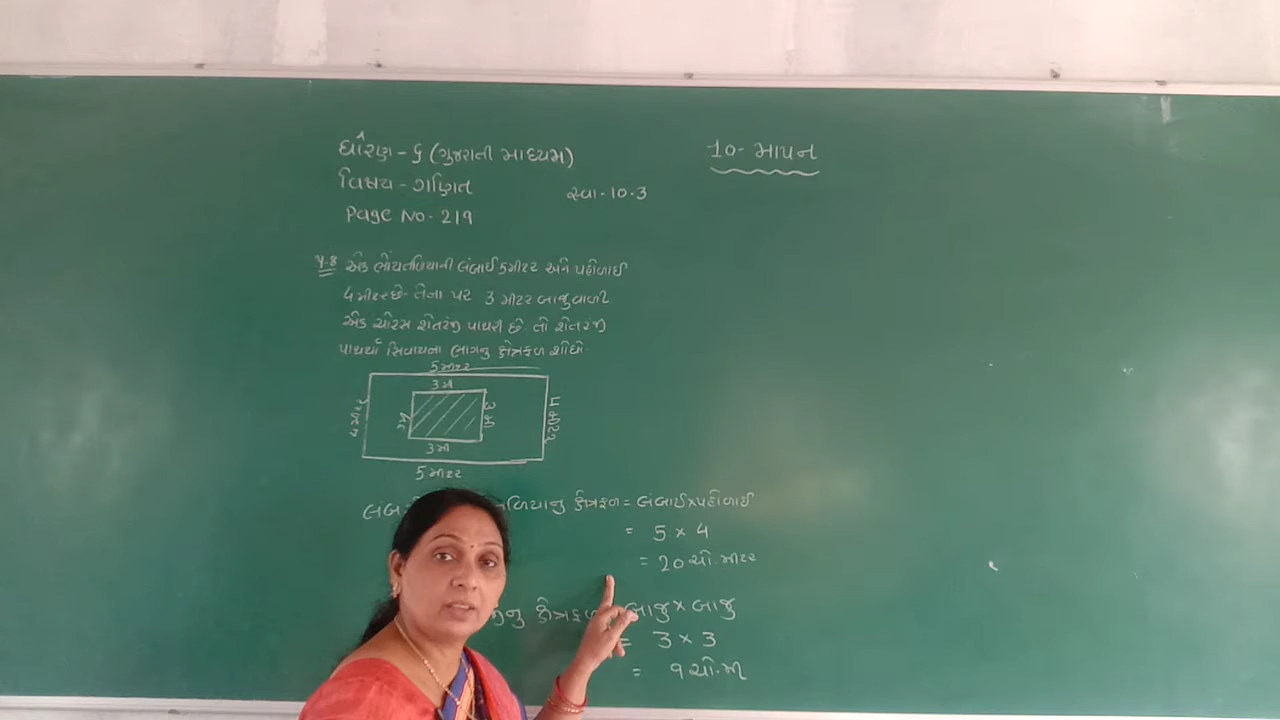 ધોરણ - ૬ (ગુજરાતી માધ્યમ)
10- માપન
વિષય - ગણિત
સ્વા - 10.3
Page No - 219
પ્ર.8 એક ભોંયતળિયાની લંબાઈ 5 મીટર અને પહોળાઈ
4 મીટર છે. તેના પર 3 મીટર બાજુવાળી
એક ચોરસ શેતરંજી પાથરી છે. તો શેતરંજી
પાથર્યા સિવાયના ભાગનુ ક્ષેત્રફળ શોધો.
5 મીટર
3 મી
4 મીટર
3 મી
3 મી
4 મીટર
3 મી
5 મીટર
ક્ષેત્રફળ = લંબાઈ × પહોળાઈ
= 5 × 4
= 20 ચો. મીટર
ક્ષેત્રફળ = બાજુ × બાજુ
= 3 × 3
= 9 ચો. મી